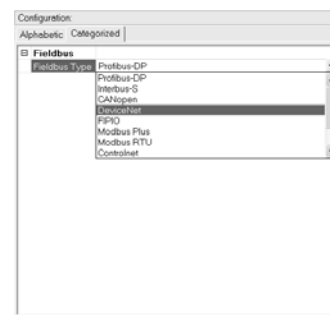 Configuration:
Alphabetic Categorized
Fieldbus
Fieldbus Type Profibus-DP
Profibus-DP
Interbus-S
CANopen
DeviceNet
FIPIO
Modbus Plus
Modbus RTU
Controlnet